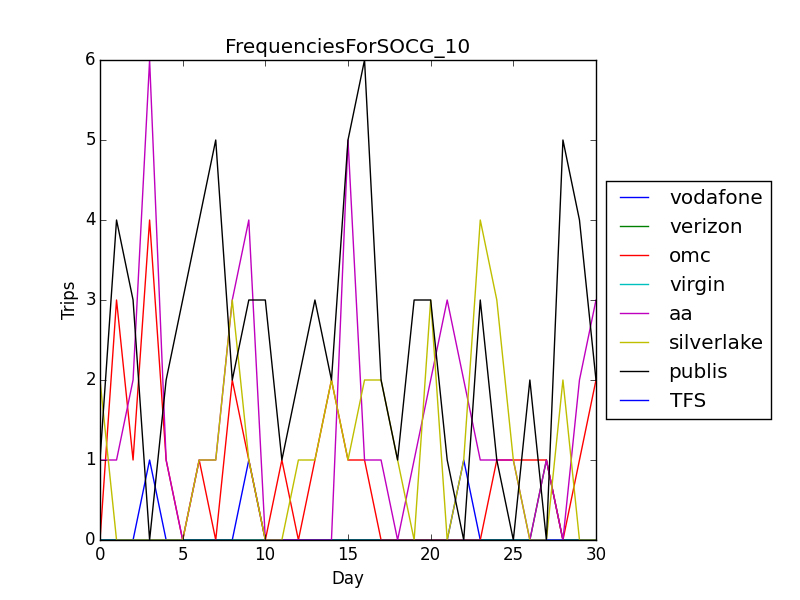 FrequenciesForSOCG_10
6
5
4
3
2
1
0
Trips
0 5 10 15 20 25 30
Day
vodafone
verizon
omc
virgin
aa
silverlake
publis
TFS